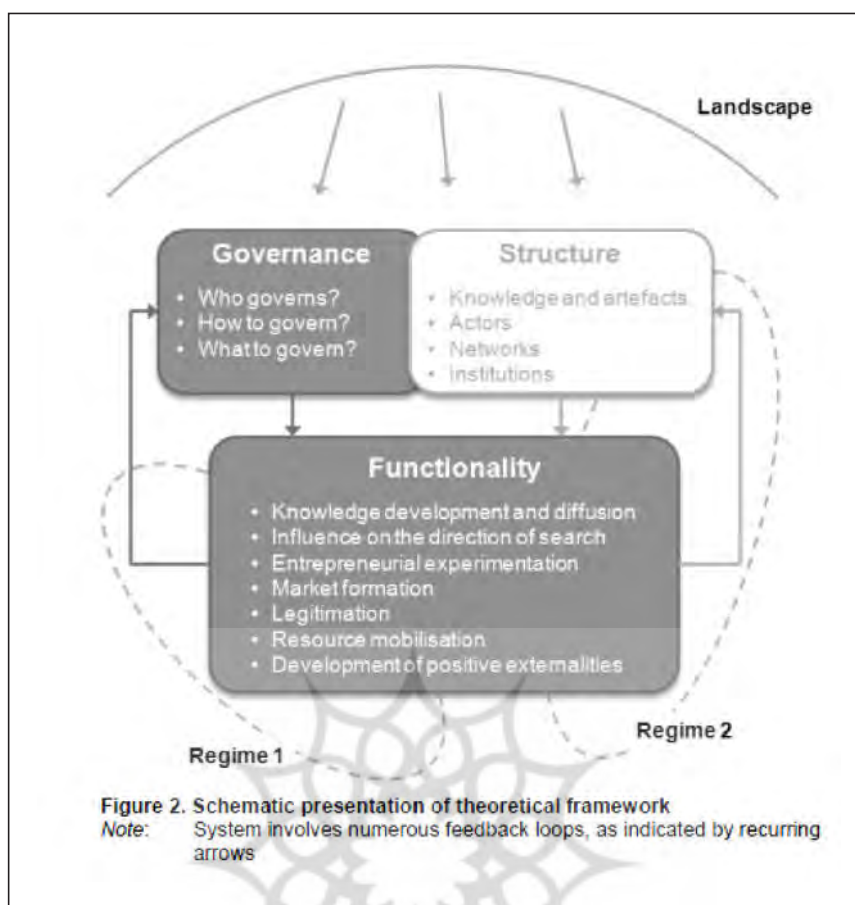 Landscape
Governance
• Who governs?
• How to govern?
• What to govern?
Structure
• Knowledge and artefacts
• Actors
• Networks
• Institutions
Functionality
• Knowledge development and diffusion
• Influence on the direction of search
• Entrepreneurial experimentation
• Market formation
• Legitimation
• Resource mobilisation
• Development of positive externalities
Regime 1
Regime 2
Figure 2. Schematic presentation of theoretical framework
Note: System involves numerous feedback loops, as indicated by recurring
arrows